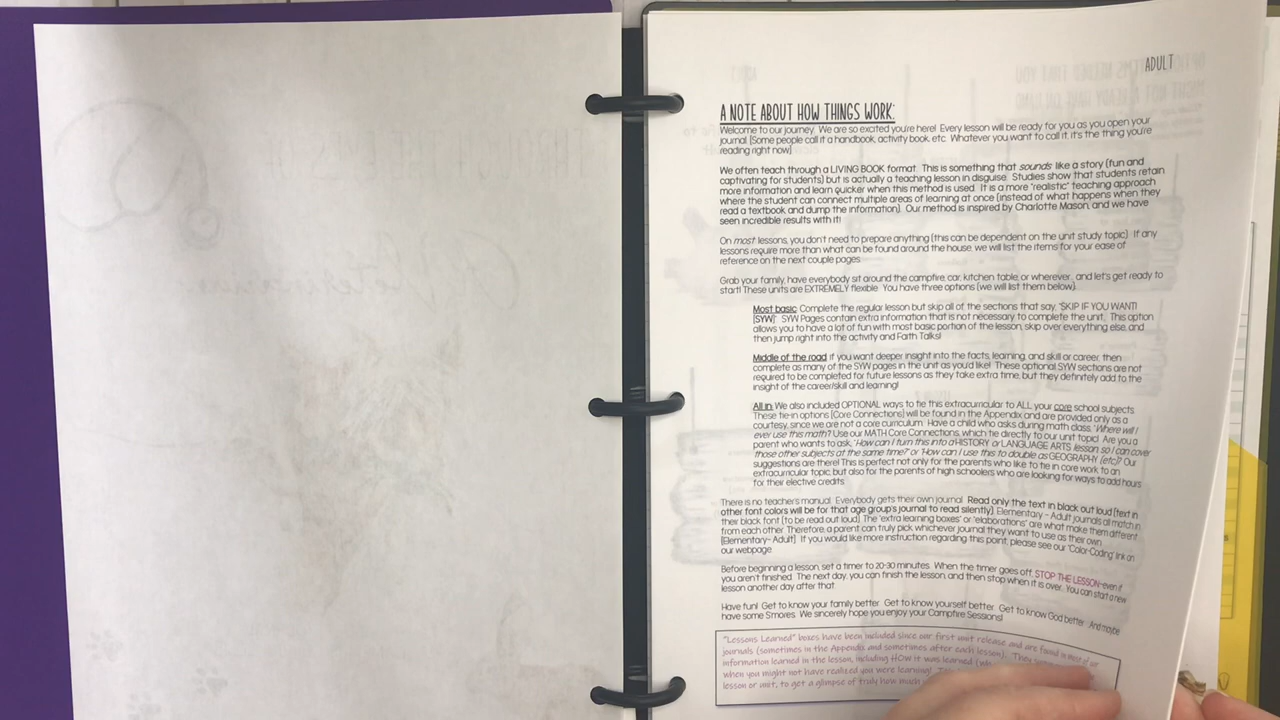 ADULT
A NOTE ABOUT HOW THINGS WORK:
Welcome to our journey. We are so excited you're here! Every lesson will be ready for you as you open your
journal. [Some people call it a handbook, activity book, etc. Whatever you want to call it, it's the thing you're
reading right now]
We often teach through a LIVING BOOK format. This is something that sounds like a story (fun and
captivating for students) but is actually a teaching lesson in disguise. Studies show that students retain
more information and learn quicker when this method is used. It is a more "realistic" teaching approach
where the student can connect multiple areas of learning at once (instead of what happens when they
read a textbook and dump the information). Our method is inspired by Charlotte Mason, and we have
seen incredible results with it!
On most lessons, you don't need to prepare anything (this can be dependent on the unit study topic). If any
lessons require more than what can be found around the house, we will list the items for your ease of
reference on the next couple pages.
Grab your family, have everybody sit around the campfire, car, kitchen table, or wherever... and let's get ready to
start! These units are EXTREMELY flexible. You have three options (we will list them below).
Most basic: Complete the regular lesson but skip all of the sections that say, "SKIP IF YOU WANT!
[SYW]". SYW Pages contain extra information that is not necessary to complete the unit. This option
allows you to have a lot of fun with most basic portion of the lesson, skip over everything else, and
then jump right into the activity and Faith Talks!
Middle of the road: if you want deeper insight into the facts, learning, and skill or career, then
complete as many of the SYW pages in the unit as you'd like! These optional SYW sections are not
required to be completed for future lessons as they take extra time, but they definitely add to the
insight of the career/skill and learning!
All in: We also included OPTIONAL ways to tie this extracurricular to ALL your core school subjects.
These tie-in options [Core Connections] will be found in the Appendix and are provided only as a
courtesy, since we are not a core curriculum. Have a child who asks during math class, "Where will I
ever use this math? Use our MATH Core Connections, which tie directly to our unit topic! Are you a
parent who wants to ask, "How can I turn this into a HISTORY or LANGUAGE ARTS lesson so I can cover
those other subjects at the same time?" or "How can I use this to double as GEOGRAPHY (etc)? Our
suggestions are there! This is perfect not only for the parents who like to tie in core work to an
extracurricular topic, but also for the parents of high schoolers who are looking for ways to add hours
for their elective credits.
There is no teacher's manual. Everybody gets their own journal. Read only the text in black out loud (text in
other font colors will be for that age group's journal to read silently). Elementary - Adult journals all match in
their black font (to be read out loud). The "extra learning boxes" or "elaborations" are what make them different
from each other. Therefore, a parent can truly pick whichever journal they want to use as their own
[Elementary- Adult]. If you would like more instruction regarding this point, please see our "Color-Coding" link on
our webpage.
Before beginning a lesson, set a timer to 20-30 minutes. When the timer goes off, STOP THE LESSON-even if
you aren't finished. The next day, you can finish the lesson, and then stop when it is over. You can start a new
lesson another day after that.
Have fun! Get to know your family better. Get to know yourself better. Get to know God better. And maybe
have some S'mores. We sincerely hope you enjoy your Campfire Sessions!
"Lessons Learned" boxes have been included since our first unit release and are found in most of our
journals (sometimes in the Appendix and sometimes after each lesson). They
information learned in the lesson, including HOW it was learned
when you might not have realized you were learning!
lesson or unit, to get a glimpse of truly how much